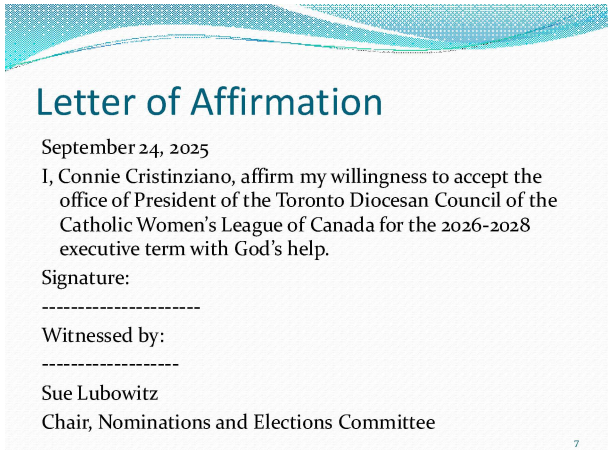 Letter of Affirmation
September 24, 2025
I, Connie Cristinziano, affirm my willingness to accept the
office of President of the Toronto Diocesan Council of the
Catholic Women’s League of Canada for the 2026-2028
executive term with God’s help.
Signature:
----------------------
Witnessed by:
-------------------
Sue Lubowitz
Chair, Nominations and Elections Committee
7